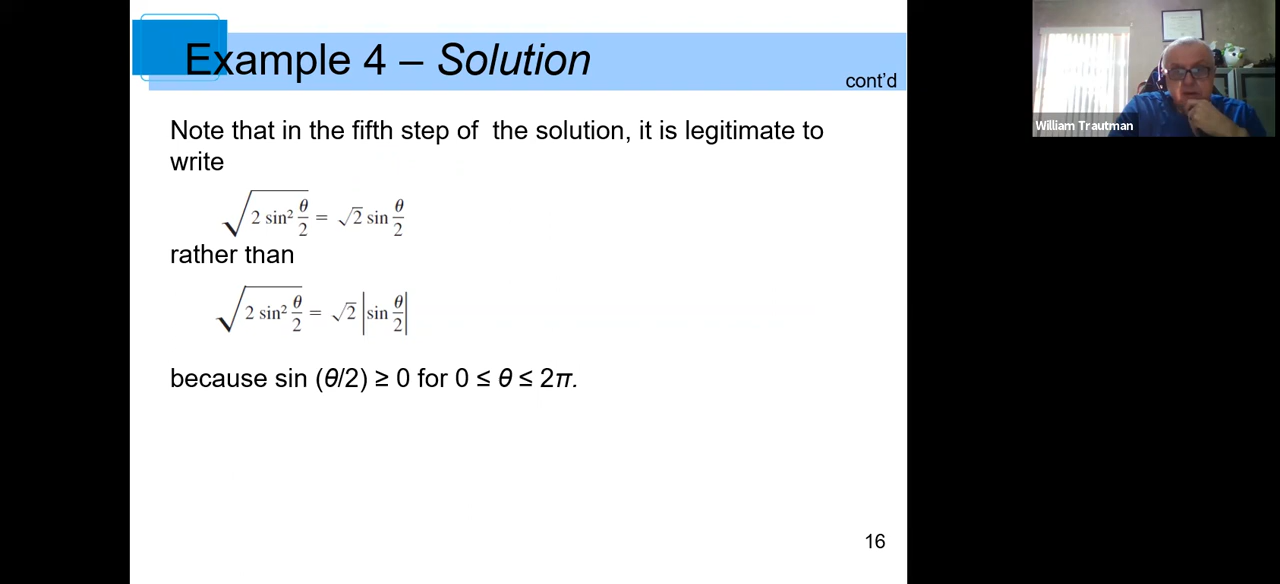 Example 4 – Solution
cont'd
Note that in the fifth step of the solution, it is legitimate to
write
√(2 sin² θ/2) = √2 sin θ/2
rather than
√(2 sin² θ/2) = √2 |sin θ/2|
because sin (θ/2) ≥ 0 for 0 ≤ θ ≤ 2π.
16
William Trautman